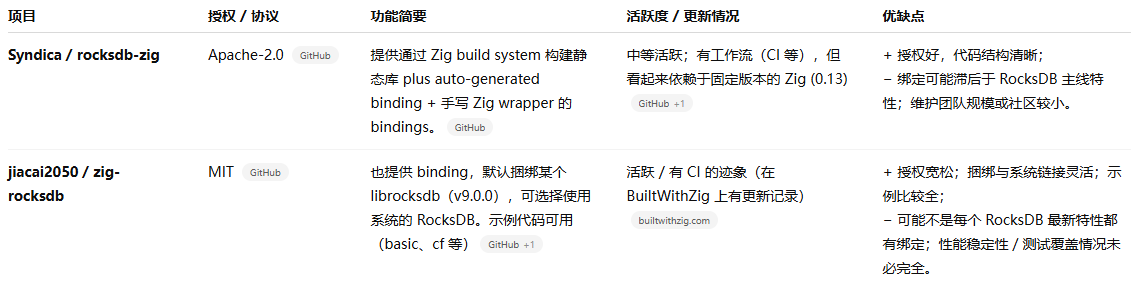 项目 授权 / 协议 功能简要 活跃度 / 更新情况 优缺点
Syndica / rocksdb-zig Apache-2.0 GitHub 提供通过 Zig build system 构建静 中等活跃；有工作流（CI 等），但 + 授权好，代码结构清晰；
态库 plus auto-generated 看起来依赖于固定版本的 Zig (0.13) − 绑定可能滞后于 RocksDB 主线特
binding + 手写 Zig wrapper 的 GitHub +1 性；维护团队规模或社区较小。
bindings。 GitHub
jiacai2050 / zig- MIT GitHub 也提供 binding，默认捆绑某个 活跃 / 有 CI 的迹象（在 + 授权宽松；捆绑与系统链接灵活；示
rocksdb librocksdb（v9.0.0），可选择使用 BuiltWithZig 上有更新记录） 例比较全；
系统的 RocksDB。示例代码可用 builtwithzig.com − 可能不是每个 RocksDB 最新特性都
（basic、cf 等） GitHub +1 有绑定；性能稳定性 / 测试覆盖情况未
必完全。